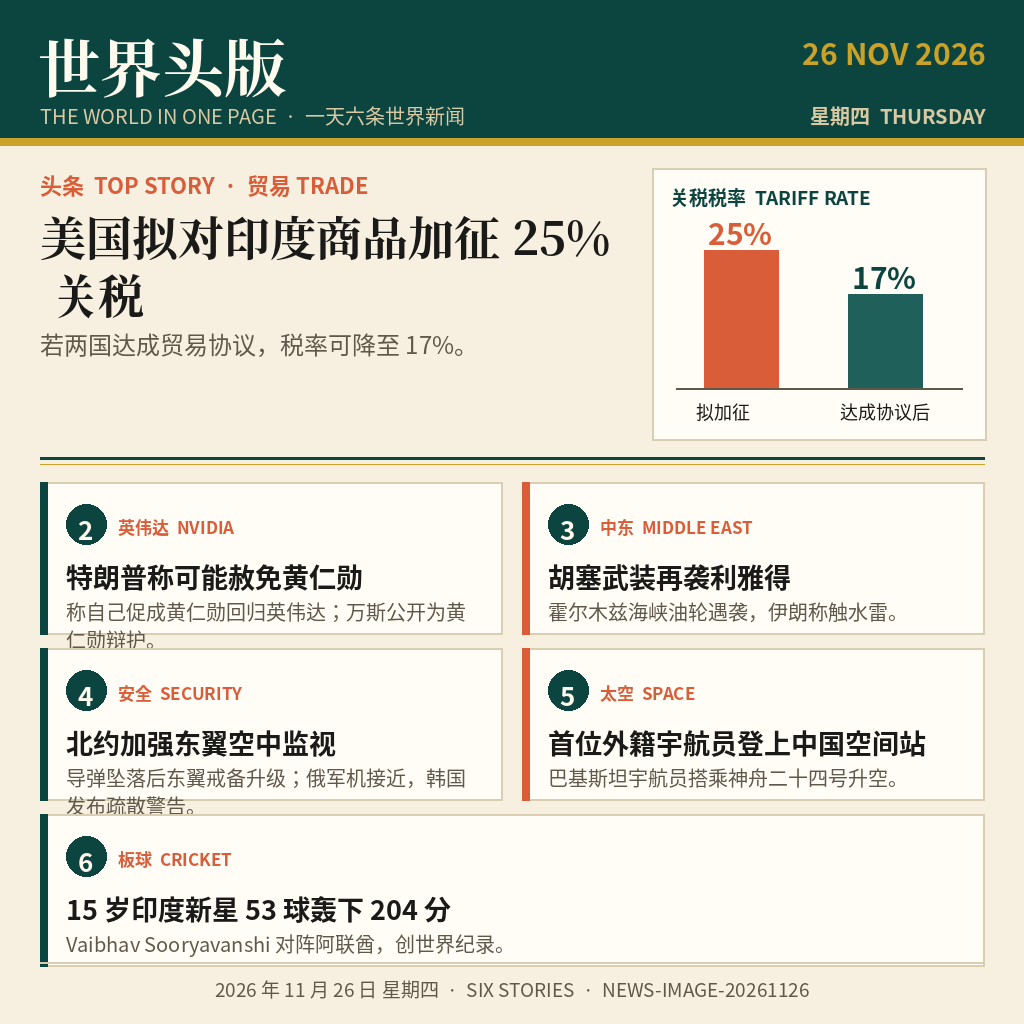 世界头版
26 NOV 2026
THE WORLD IN ONE PAGE · 一天六条世界新闻
星期四 THURSDAY
头条 TOP STORY · 贸易 TRADE
美国拟对印度商品加征 25%
关税
若两国达成贸易协议，税率可降至 17%。
关税税率 TARIFF RATE
25%
17%
拟加征
达成协议后
2 英伟达 NVIDIA
特朗普称可能赦免黄仁勋
称自己促成黄仁勋回归英伟达；万斯公开为黄
仁勋辩护。
3 中东 MIDDLE EAST
胡塞武装再袭利雅得
霍尔木兹海峡油轮遇袭，伊朗称触水雷。
4 安全 SECURITY
北约加强东翼空中监视
导弹坠落后东翼戒备升级；俄军机接近，韩国
发布疏散警告。
5 太空 SPACE
首位外籍宇航员登上中国空间站
巴基斯坦宇航员搭乘神舟二十四号升空。
6 板球 CRICKET
15 岁印度新星 53 球轰下 204 分
Vaibhav Sooryavanshi 对阵阿联酋，创世界纪录。
2026 年 11 月 26 日 星期四 · SIX STORIES · NEWS-IMAGE-20261126